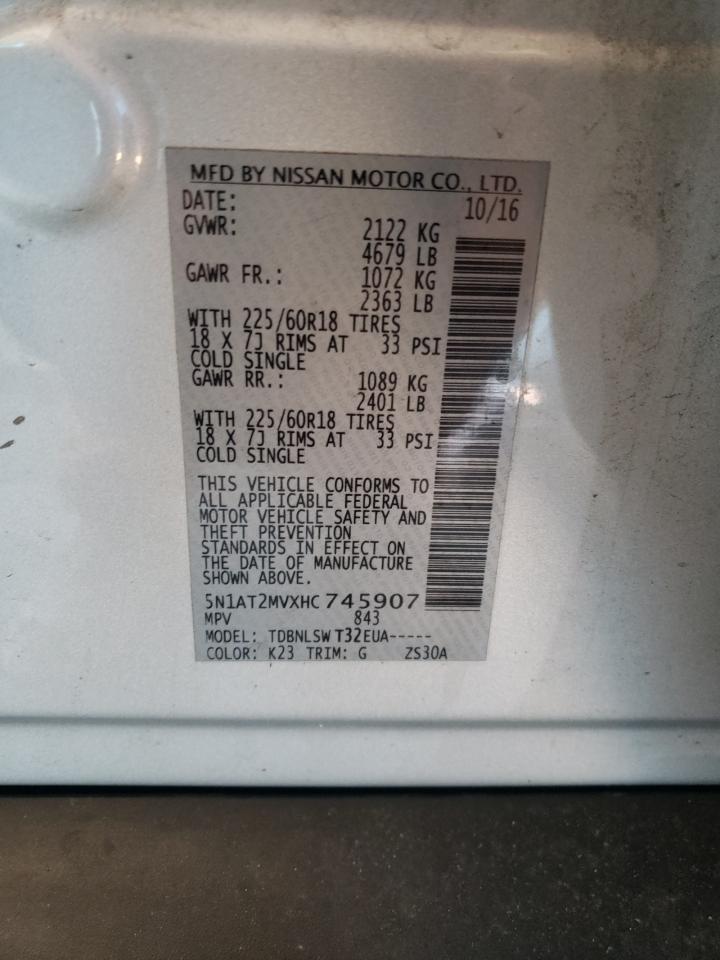 MFD BY NISSAN MOTOR CO., LTD.
DATE: 10/16
GVWR: 2122 KG
4679 LB
GAWR FR.: 1072 KG
2363 LB
WITH 225/60R18 TIRES
18 X 7J RIMS AT 33 PSI
COLD SINGLE
GAWR RR.: 1089 KG
2401 LB
WITH 225/60R18 TIRES
18 X 7J RIMS AT 33 PSI
COLD SINGLE
THIS VEHICLE CONFORMS TO
ALL APPLICABLE FEDERAL
MOTOR VEHICLE SAFETY AND
THEFT PREVENTION
STANDARDS IN EFFECT ON
THE DATE OF MANUFACTURE
SHOWN ABOVE.
5N1AT2MVXHC745907
MPV 843
MODEL: TDBNLSW T32EUA-----
COLOR: K23 TRIM: G ZS30A